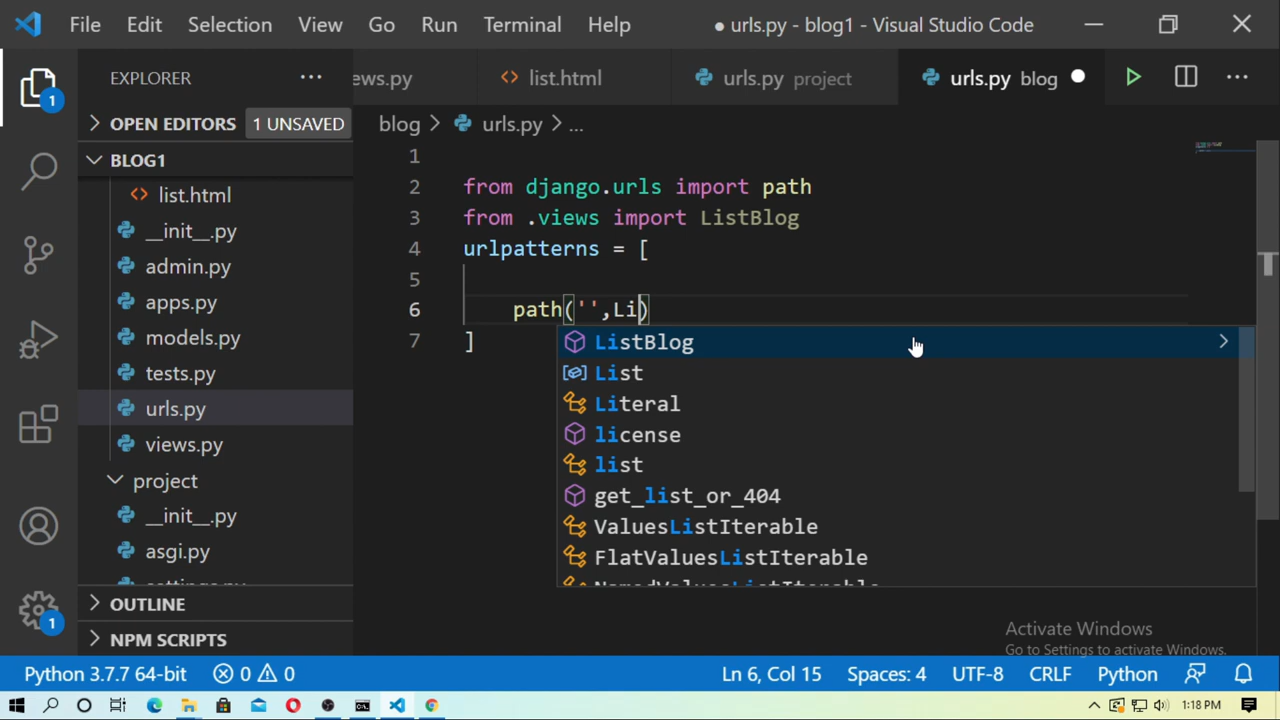 File Edit Selection View Go Run Terminal Help ● urls.py - blog1 - Visual Studio Code
EXPLORER ...
ews.py <> list.html urls.py project urls.py blog ...
1
OPEN EDITORS 1 UNSAVED
blog > urls.py > ...
BLOG1
list.html
__init__.py
admin.py
apps.py
models.py
tests.py
urls.py
views.py
project
__init__.py
asgi.py
OUTLINE
NPM SCRIPTS
1
1
2 from django.urls import path
3 from .views import ListBlog
4 urlpatterns = [
5
6 path('',Li)
7 ]
ListBlog
List
Literal
license
list
get_list_or_404
ValuesListIterable
FlatValuesListIterable
NamedValuesListIterable
Activate Windows
Go to Settings to activate Windows.
Python 3.7.7 64-bit 0 0 Ln 6, Col 15 Spaces: 4 UTF-8 CRLF Python
1:18 PM